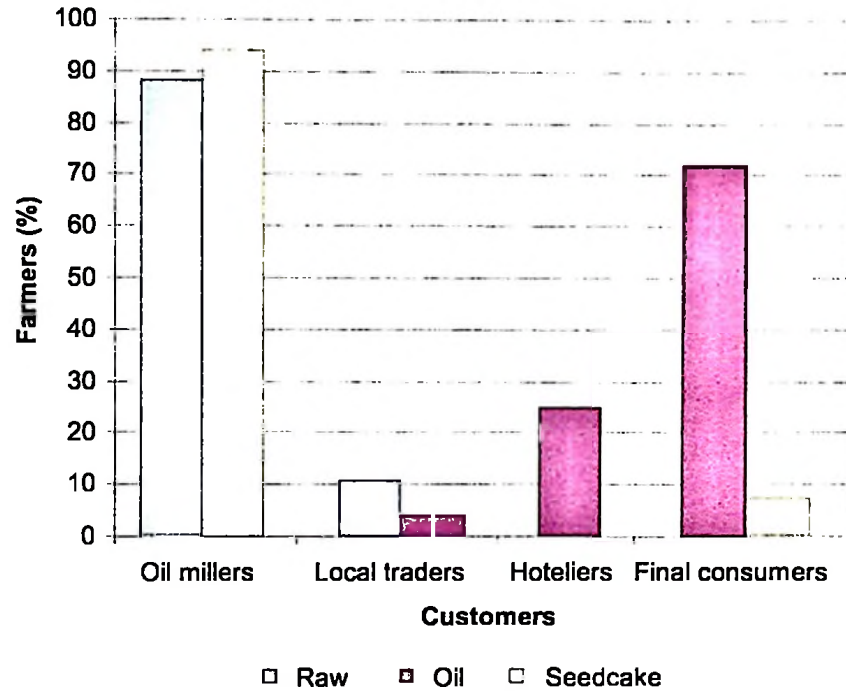 100
90
80
70
60
50
40
30
20
10
0
Farmers (%)
Oil millers Local traders Hoteliers Final consumers
Customers
Raw Oil Seedcake